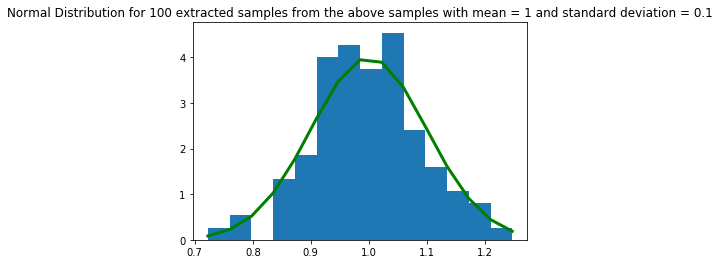 Normal Distribution for 100 extracted samples from the above samples with mean = 1 and standard deviation = 0.1
4
3
2
1
0
0.7 0.8 0.9 1.0 1.1 1.2